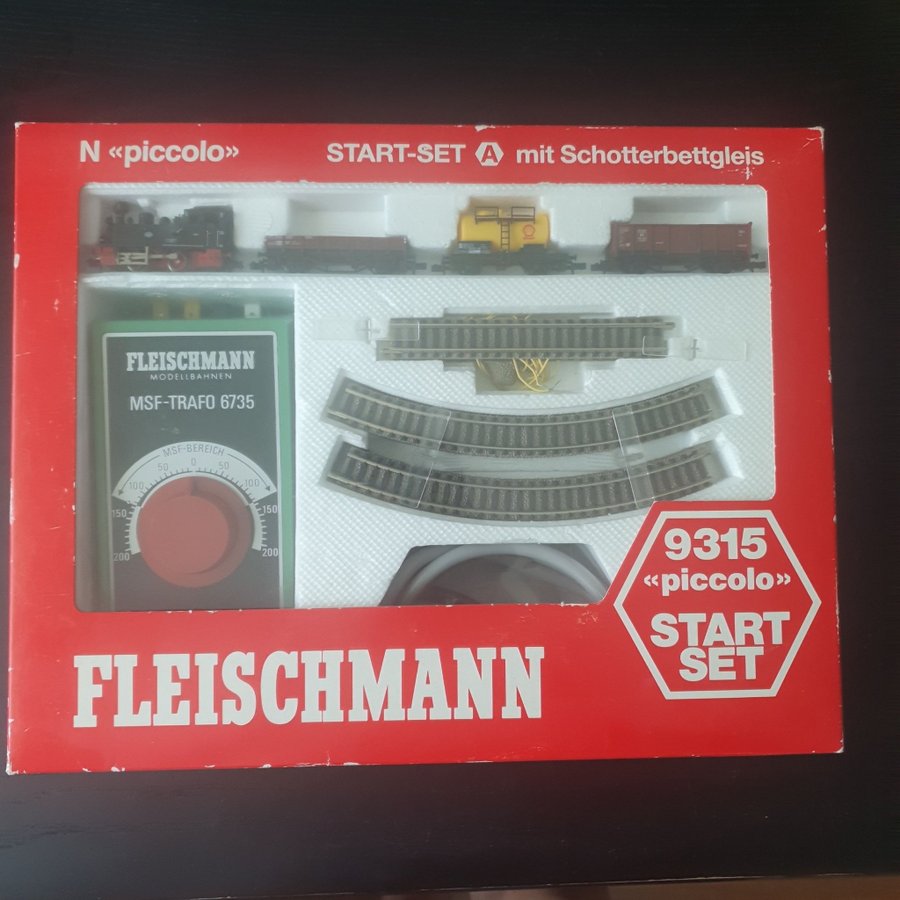 N «piccolo»
START-SET A mit Schotterbettgleis
FLEISCHMANN
MODELLBAHNEN
MSF-TRAFO 6735
MSF-BEREICH
200 150 100 50 0 50 100 150 200
+
+
9315
«piccolo»
START
SET
FLEISCHMANN